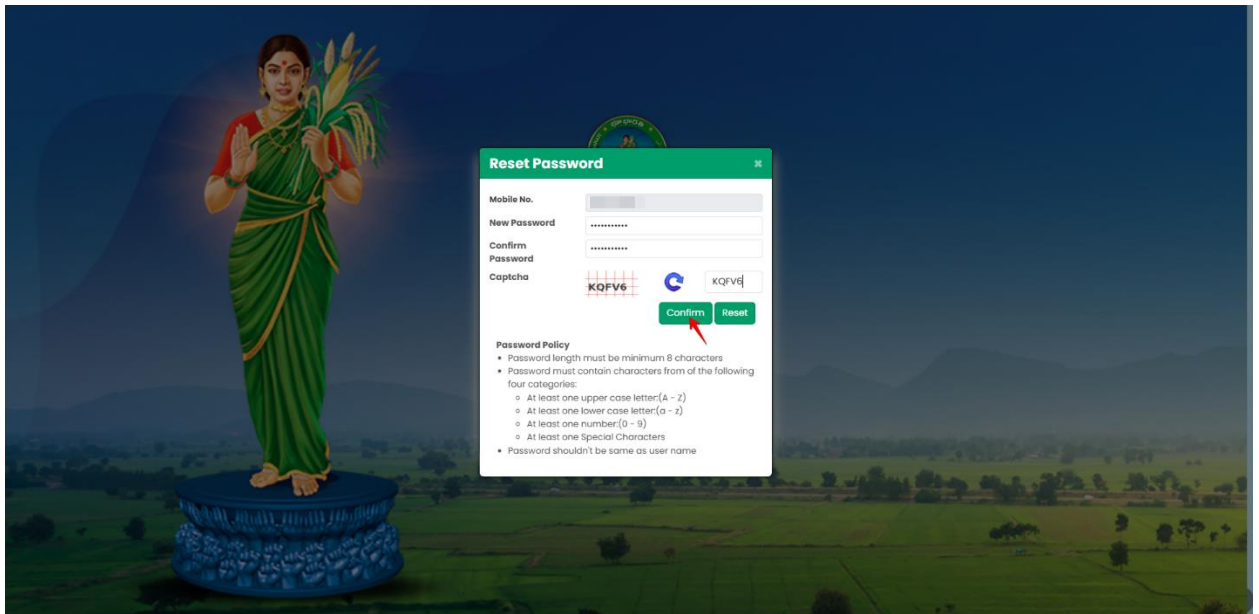 Reset Password
×
Mobile No.
New Password
•••••••••••
Confirm
Password
•••••••••••
Captcha
KQFV6
KQFV6
Confirm
Reset
Password Policy
• Password length must be minimum 8 characters
• Password must contain characters from of the following
four categories:
○ At least one upper case letter:(A - Z)
○ At least one lower case letter:(a - z)
○ At least one number:(0 - 9)
○ At least one Special Characters
• Password shouldn't be same as user name